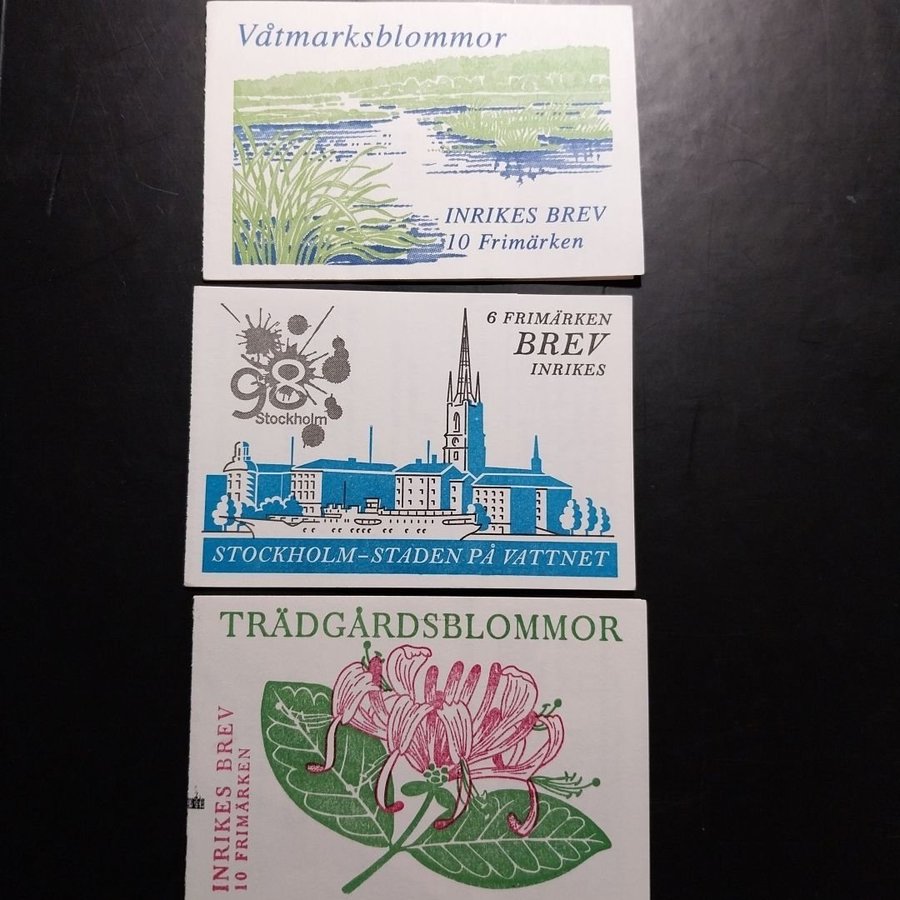 Våtmarksblommor
INRIKES BREV
10 Frimärken
98
Stockholm
6 FRIMÄRKEN
BREV
INRIKES
STOCKHOLM–STADEN PÅ VATTNET
TRÄDGÅRDSBLOMMOR
INRIKES BREV
10 FRIMÄRKEN